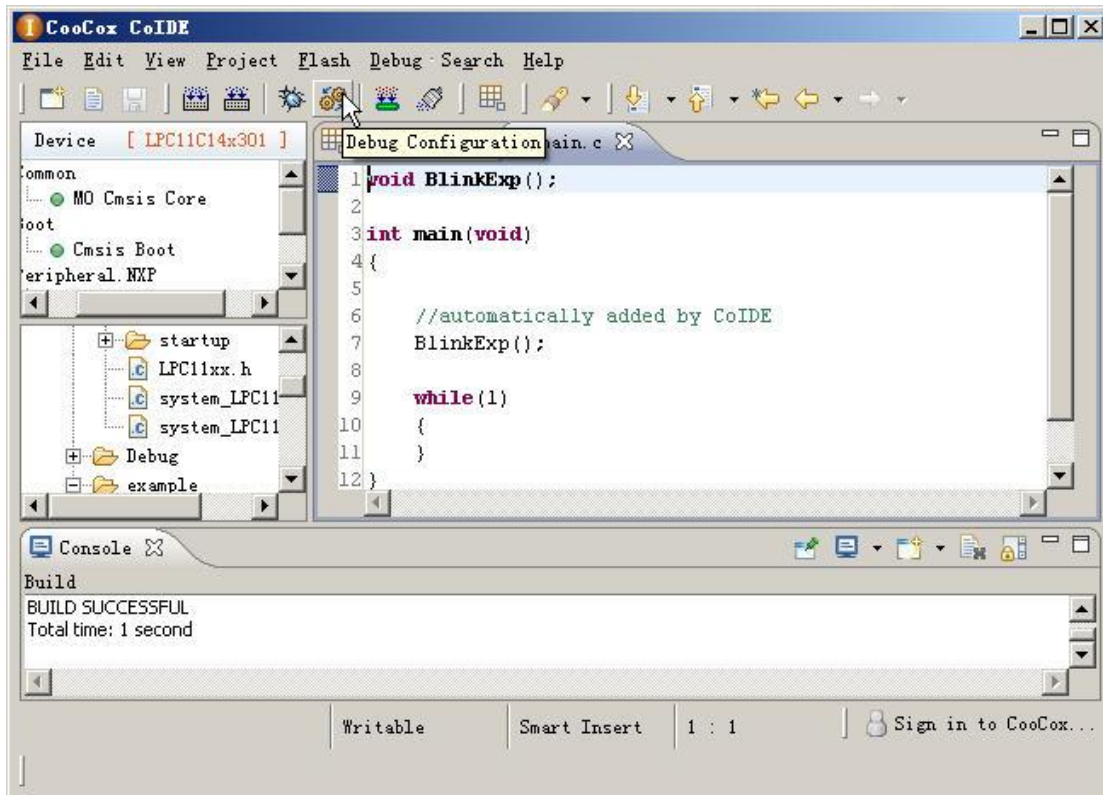 CooCox CoIDE
File Edit View Project Flash Debug Search Help
Device [ LPC11C14x301 ]
Debug Configuration
ain.c
ommon
M0 Cmsis Core
oot
Cmsis Boot
eripheral.NXP
startup
LPC11xx.h
system_LPC11
system_LPC11
Debug
example
1 void BlinkExp();
2
3 int main(void)
4 {
5
6 //automatically added by CoIDE
7 BlinkExp();
8
9 while(1)
10 {
11 }
12 }
Console
Build
BUILD SUCCESSFUL
Total time: 1 second
Writable Smart Insert 1 : 1 Sign in to CooCox...